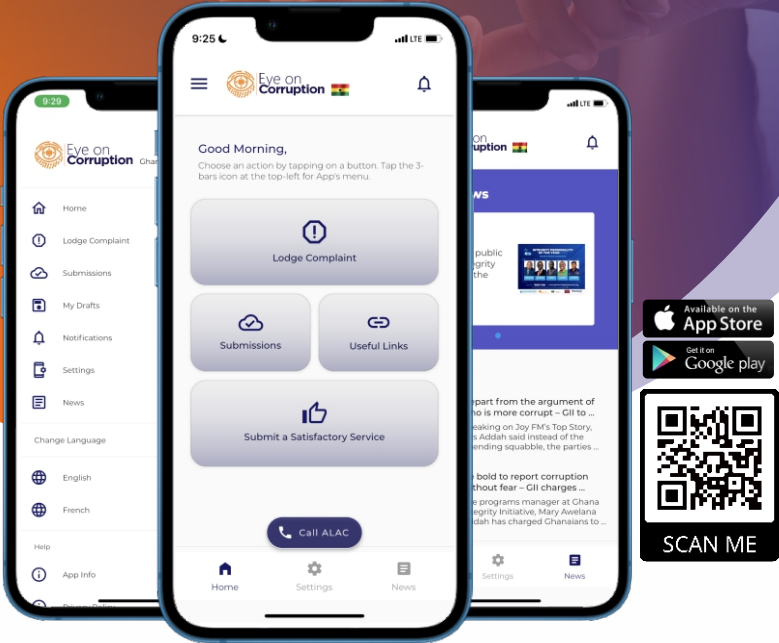 9:29
Eye on
Corruption Gha
Home
Lodge Complaint
Submissions
My Drafts
Notifications
Settings
News
Change Language
English
French
Help
App Info
Privacy Policy
9:25
LTE
Eye on
Corruption
Good Morning,
Choose an action by tapping on a button. Tap the 3-
bars icon at the top-left for App's menu.
Lodge Complaint
Submissions
Useful Links
Submit a Satisfactory Service
Call ALAC
Home
Settings
News
LTE
on
uption
ws
public
egrity
the
epart from the argument of
ho is more corrupt – GII to ...
eaking on Joy FM's Top Story,
s Addah said instead of the
ending squabble, the parties ...
bold to report corruption
thout fear – GII charges ...
e programs manager at Ghana
egrity Initiative, Mary Awelana
dah has charged Ghanaians to ...
Settings
News
Available on the
App Store
Get it on
Google play
SCAN ME